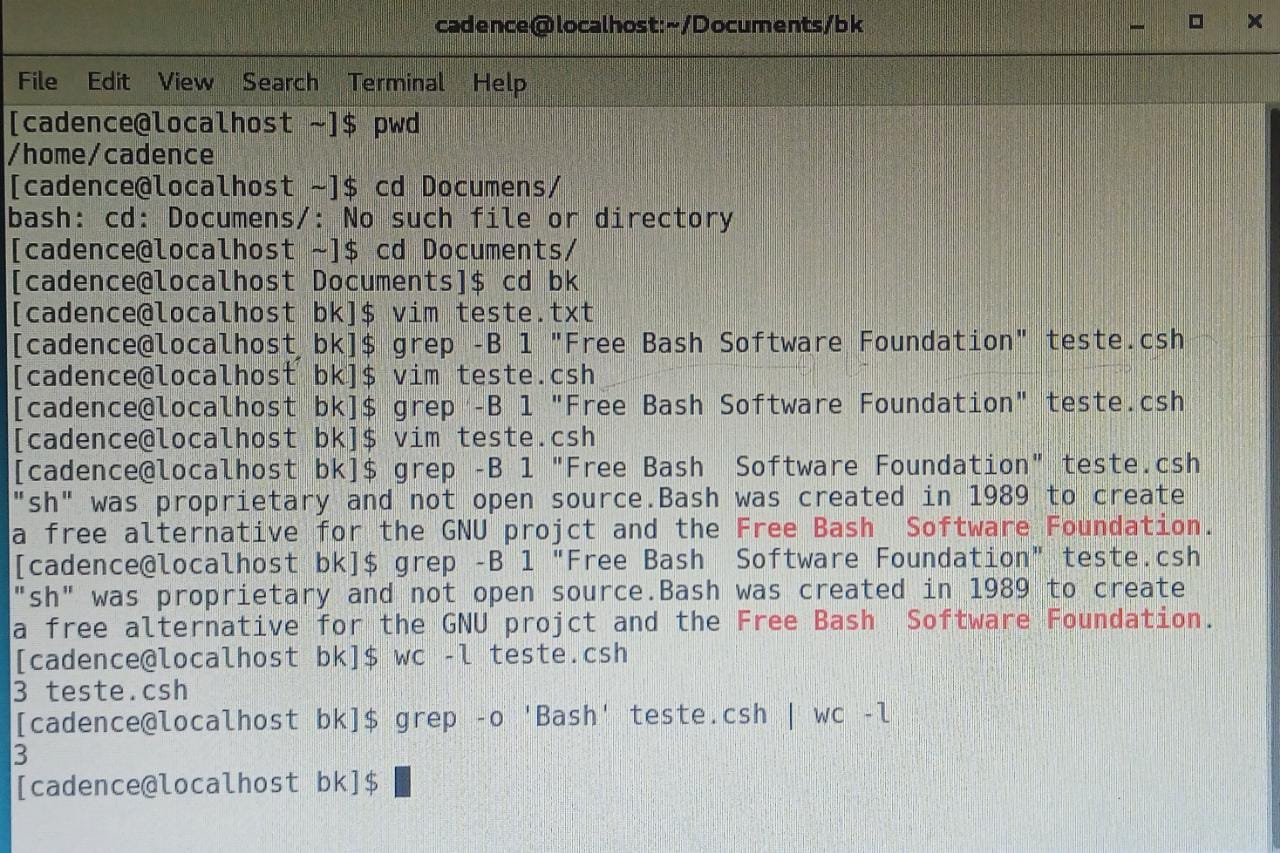 cadence@localhost:~/Documents/bk
File Edit View Search Terminal Help
[cadence@localhost ~]$ pwd
/home/cadence
[cadence@localhost ~]$ cd Documens/
bash: cd: Documens/: No such file or directory
[cadence@localhost ~]$ cd Documents/
[cadence@localhost Documents]$ cd bk
[cadence@localhost bk]$ vim teste.txt
[cadence@localhost bk]$ grep -B 1 "Free Bash Software Foundation" teste.csh
[cadence@localhost bk]$ vim teste.csh
[cadence@localhost bk]$ grep -B 1 "Free Bash Software Foundation" teste.csh
[cadence@localhost bk]$ vim teste.csh
[cadence@localhost bk]$ grep -B 1 "Free Bash  Software Foundation" teste.csh
"sh" was proprietary and not open source.Bash was created in 1989 to create
a free alternative for the GNU projct and the Free Bash  Software Foundation.
[cadence@localhost bk]$ grep -B 1 "Free Bash  Software Foundation" teste.csh
"sh" was proprietary and not open source.Bash was created in 1989 to create
a free alternative for the GNU projct and the Free Bash  Software Foundation.
[cadence@localhost bk]$ wc -l teste.csh
3 teste.csh
[cadence@localhost bk]$ grep -o 'Bash' teste.csh | wc -l
3
[cadence@localhost bk]$